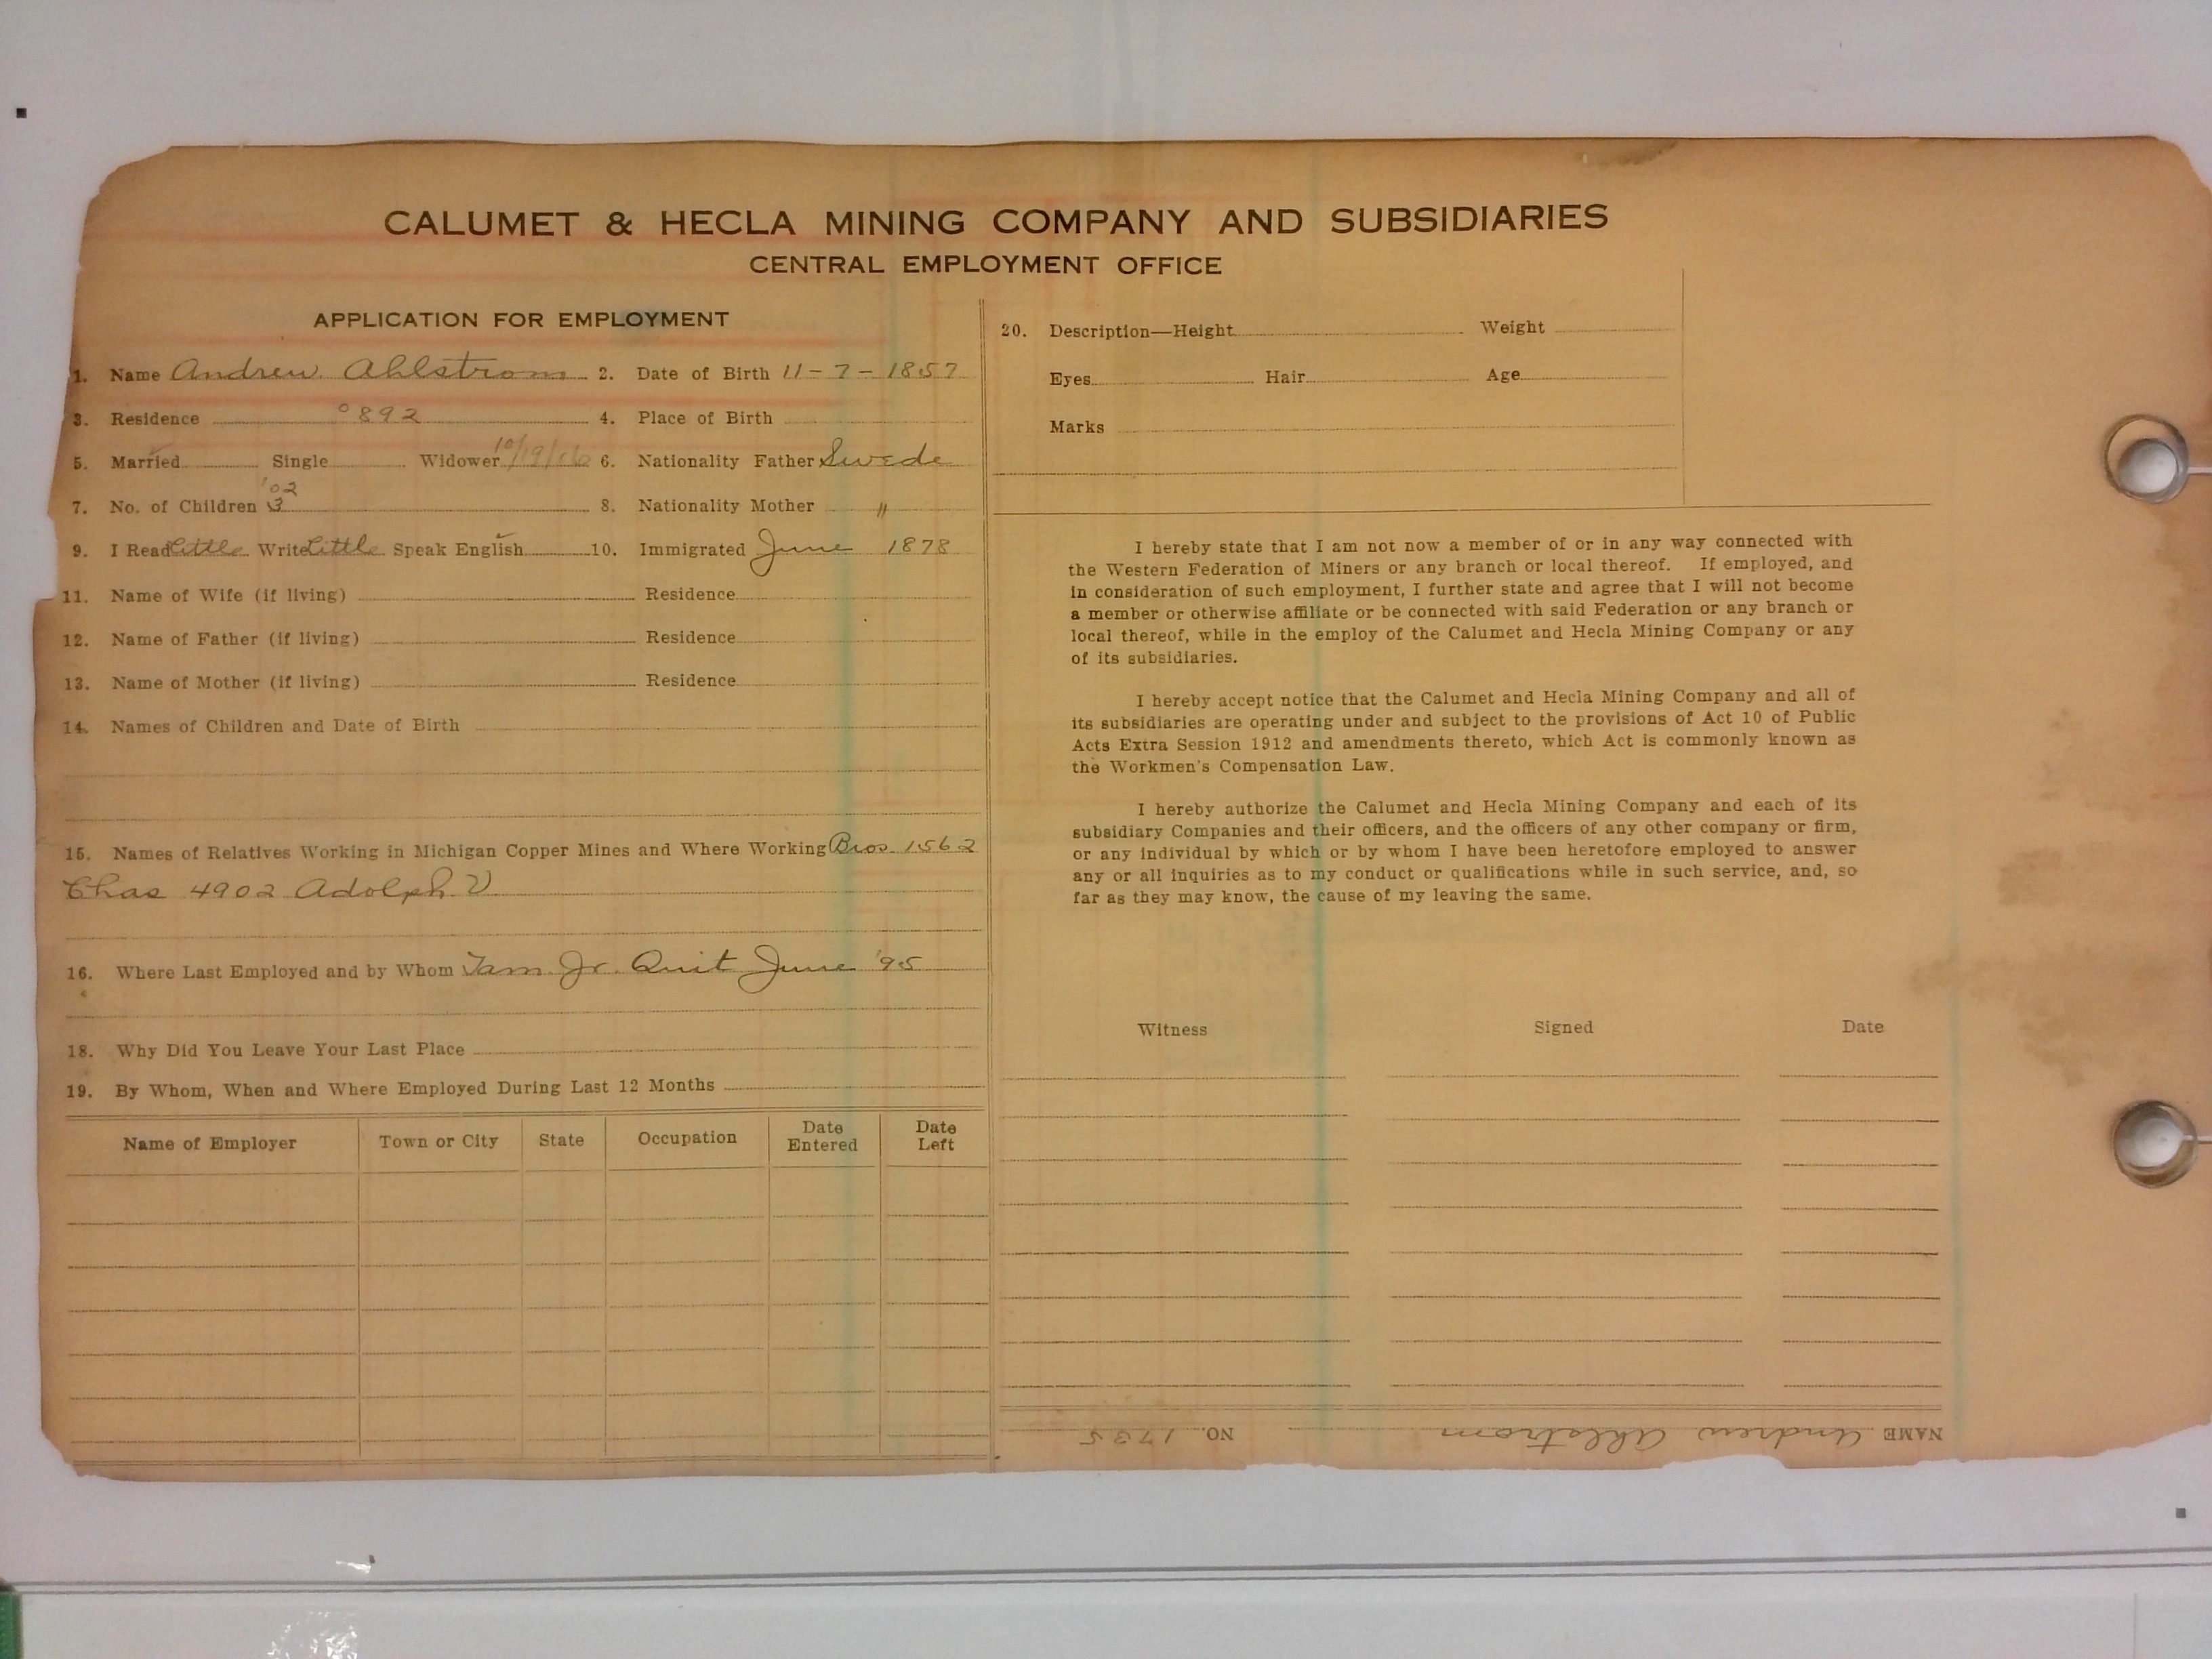 CALUMET & HECLA MINING COMPANY AND SUBSIDIARIES
CENTRAL EMPLOYMENT OFFICE
APPLICATION FOR EMPLOYMENT
1. Name Andrew Ahlstrom 2. Date of Birth 11-7-1857
3. Residence °892 4. Place of Birth
5. Married Single Widower 10/19/16 6. Nationality Father Swede
'02
7. No. of Children 3 8. Nationality Mother "
9. I Read Little Write Little Speak English ✓ 10. Immigrated June 1878
11. Name of Wife (if living) Residence
12. Name of Father (if living) Residence
13. Name of Mother (if living) Residence
14. Names of Children and Date of Birth
15. Names of Relatives Working in Michigan Copper Mines and Where Working Bros. 1562
Chas 4902 Adolph V
16. Where Last Employed and by Whom Tam. Jr. Quit June '95
18. Why Did You Leave Your Last Place
19. By Whom, When and Where Employed During Last 12 Months
Name of Employer Town or City State Occupation Date Entered Date Left
20. Description—Height Weight
Eyes Hair Age
Marks
I hereby state that I am not now a member of or in any way connected with
the Western Federation of Miners or any branch or local thereof. If employed, and
in consideration of such employment, I further state and agree that I will not become
a member or otherwise affiliate or be connected with said Federation or any branch or
local thereof, while in the employ of the Calumet and Hecla Mining Company or any
of its subsidiaries.
I hereby accept notice that the Calumet and Hecla Mining Company and all of
its subsidiaries are operating under and subject to the provisions of Act 10 of Public
Acts Extra Session 1912 and amendments thereto, which Act is commonly known as
the Workmen's Compensation Law.
I hereby authorize the Calumet and Hecla Mining Company and each of its
subsidiary Companies and their officers, and the officers of any other company or firm,
or any individual by which or by whom I have been heretofore employed to answer
any or all inquiries as to my conduct or qualifications while in such service, and, so
far as they may know, the cause of my leaving the same.
Witness Signed Date
NAME Andrew Ahlstrom NO. 1735